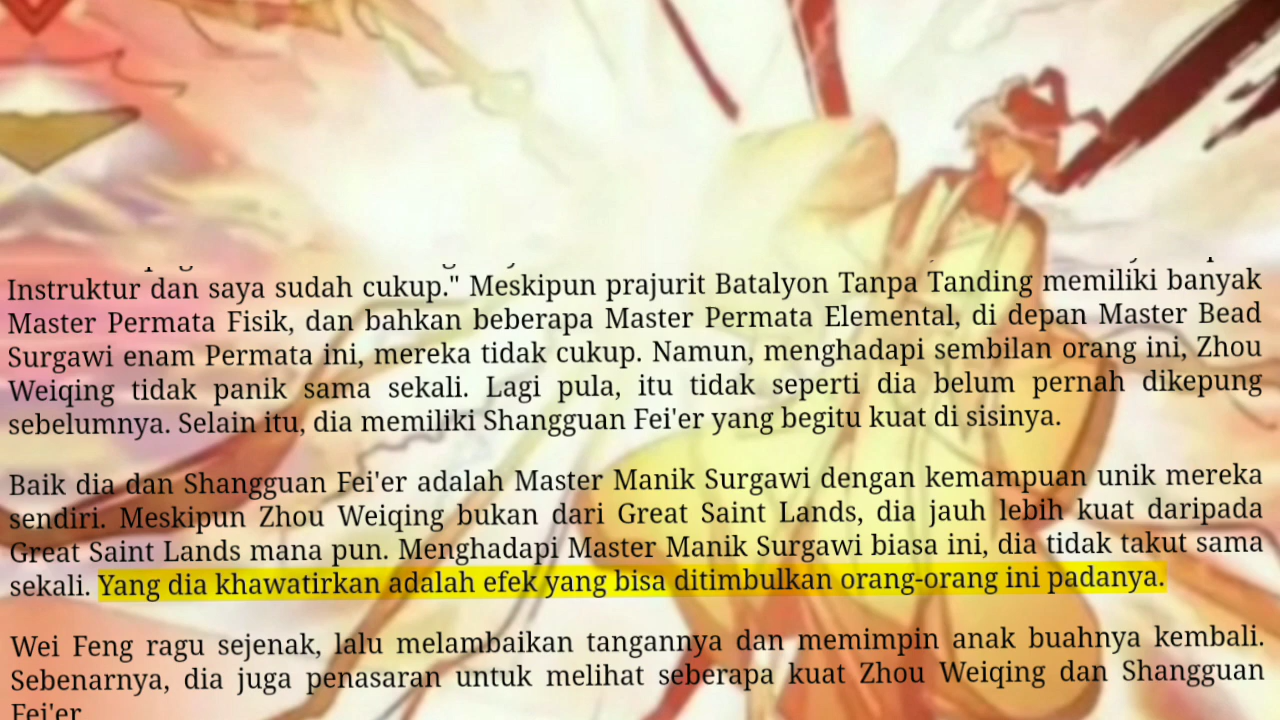 Instruktur dan saya sudah cukup." Meskipun prajurit Batalyon Tanpa Tanding memiliki banyak
Master Permata Fisik, dan bahkan beberapa Master Permata Elemental, di depan Master Bead
Surgawi enam Permata ini, mereka tidak cukup. Namun, menghadapi sembilan orang ini, Zhou
Weiqing tidak panik sama sekali. Lagi pula, itu tidak seperti dia belum pernah dikepung
sebelumnya. Selain itu, dia memiliki Shangguan Fei'er yang begitu kuat di sisinya.
Baik dia dan Shangguan Fei'er adalah Master Manik Surgawi dengan kemampuan unik mereka
sendiri. Meskipun Zhou Weiqing bukan dari Great Saint Lands, dia jauh lebih kuat daripada
Great Saint Lands mana pun. Menghadapi Master Manik Surgawi biasa ini, dia tidak takut sama
sekali. Yang dia khawatirkan adalah efek yang bisa ditimbulkan orang-orang ini padanya.
Wei Feng ragu sejenak, lalu melambaikan tangannya dan memimpin anak buahnya kembali.
Sebenarnya, dia juga penasaran untuk melihat seberapa kuat Zhou Weiqing dan Shangguan
Fei'er